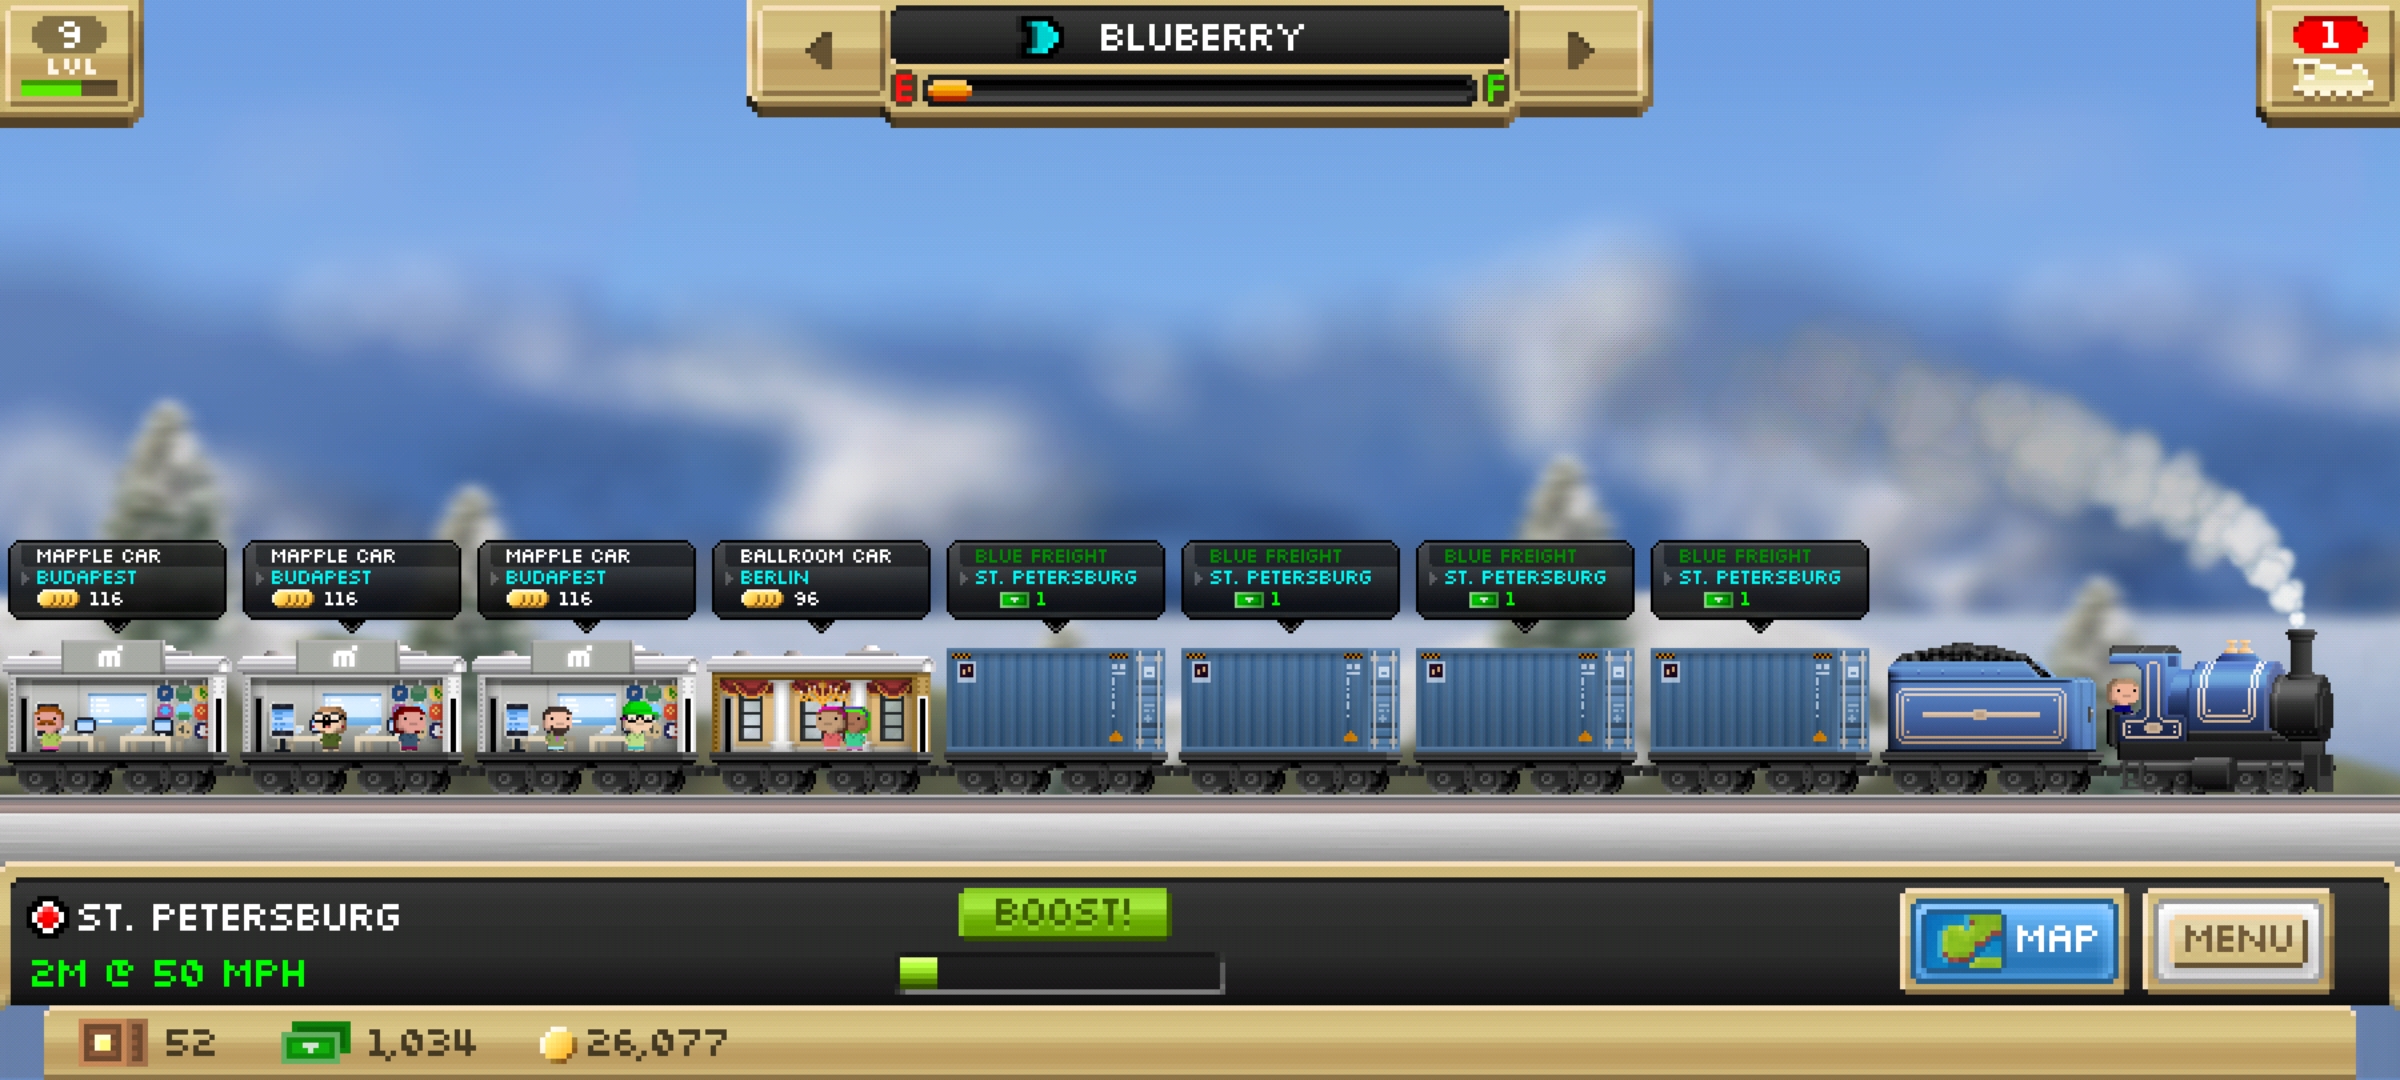 9
LVL
BLUBERRY
E
F
1
MAPPLE CAR
BUDAPEST
116
MAPPLE CAR
BUDAPEST
116
MAPPLE CAR
BUDAPEST
116
BALLROOM CAR
BERLIN
96
BLUE FREIGHT
ST. PETERSBURG
1
BLUE FREIGHT
ST. PETERSBURG
1
BLUE FREIGHT
ST. PETERSBURG
1
BLUE FREIGHT
ST. PETERSBURG
1
m
m
m
ST. PETERSBURG
2M @ 50 MPH
BOOST!
MAP
MENU
52
1,034
26,077